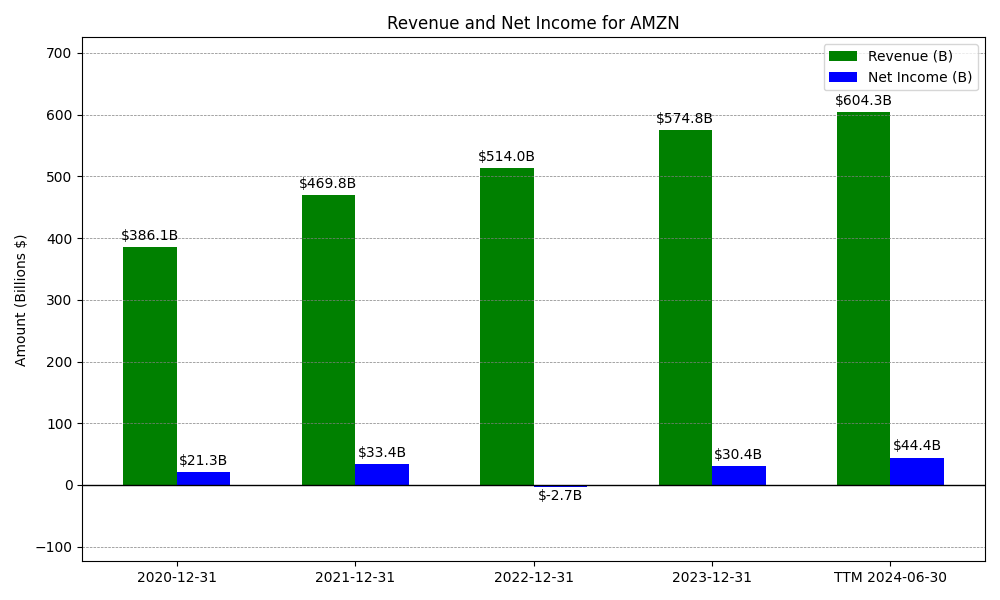 Revenue and Net Income for AMZN
Revenue (B)
Net Income (B)
Amount (Billions $)
700
600
500
400
300
200
100
0
−100
$386.1B
$469.8B
$514.0B
$574.8B
$604.3B
$21.3B
$33.4B
$-2.7B
$30.4B
$44.4B
2020-12-31
2021-12-31
2022-12-31
2023-12-31
TTM 2024-06-30